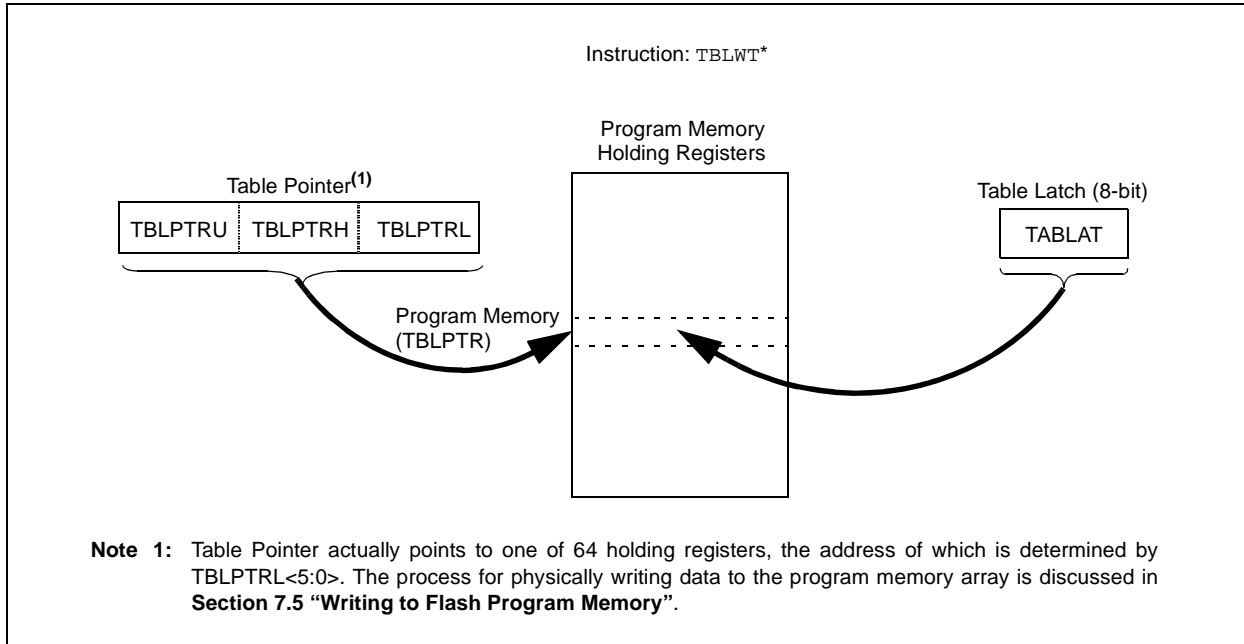 Instruction: TBLWT*
Program Memory
Holding Registers
Table Pointer(1)
Table Latch (8-bit)
TBLPTRU TBLPTRH TBLPTRL
TABLAT
Program Memory
(TBLPTR)
Note 1: Table Pointer actually points to one of 64 holding registers, the address of which is determined by
TBLPTRL<5:0>. The process for physically writing data to the program memory array is discussed in
Section 7.5 “Writing to Flash Program Memory”.